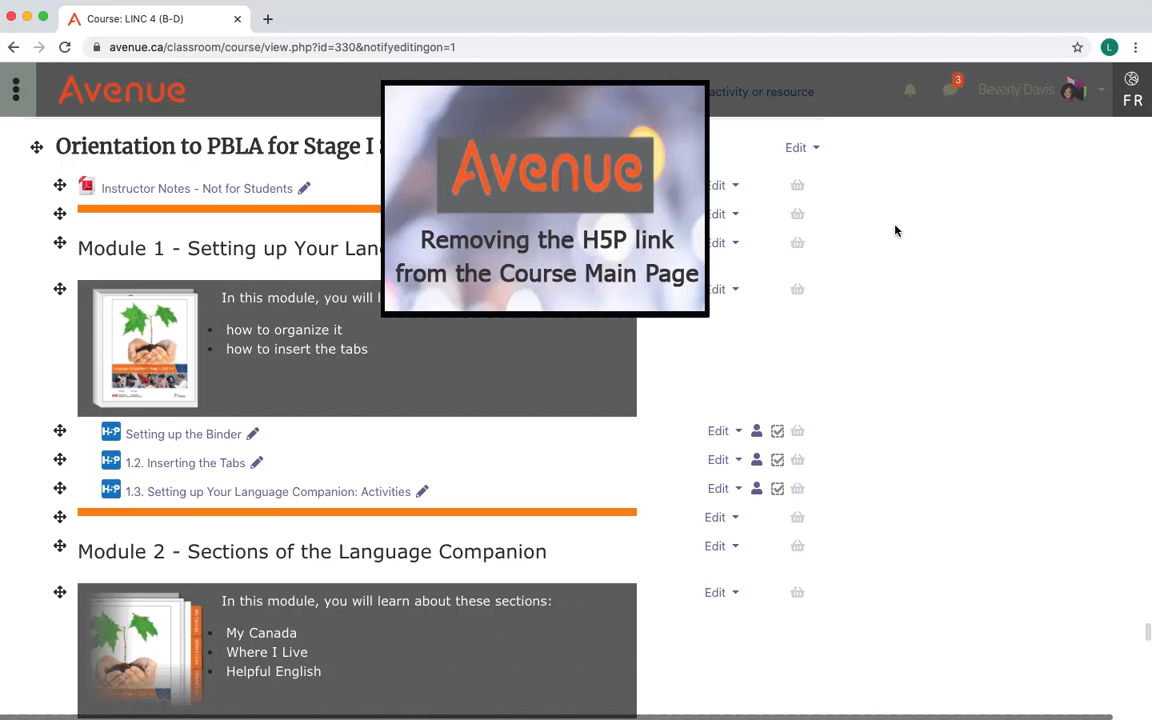 Course: LINC 4 (B-D)
avenue.ca/classroom/course/view.php?id=330&notifyeditingon=1
L
Avenue
activity or resource
3
Beverly Davis
FR
Orientation to PBLA for Stage I
Edit
Instructor Notes - Not for Students
Edit
Edit
Module 1 - Setting up Your Lan
Edit
Avenue
Removing the H5P link
from the Course Main Page
In this module, you will
Edit
how to organize it
how to insert the tabs
H-P Setting up the Binder
Edit
H-P 1.2. Inserting the Tabs
Edit
H-P 1.3. Setting up Your Language Companion: Activities
Edit
Edit
Module 2 - Sections of the Language Companion
Edit
In this module, you will learn about these sections:
Edit
My Canada
Where I Live
Helpful English